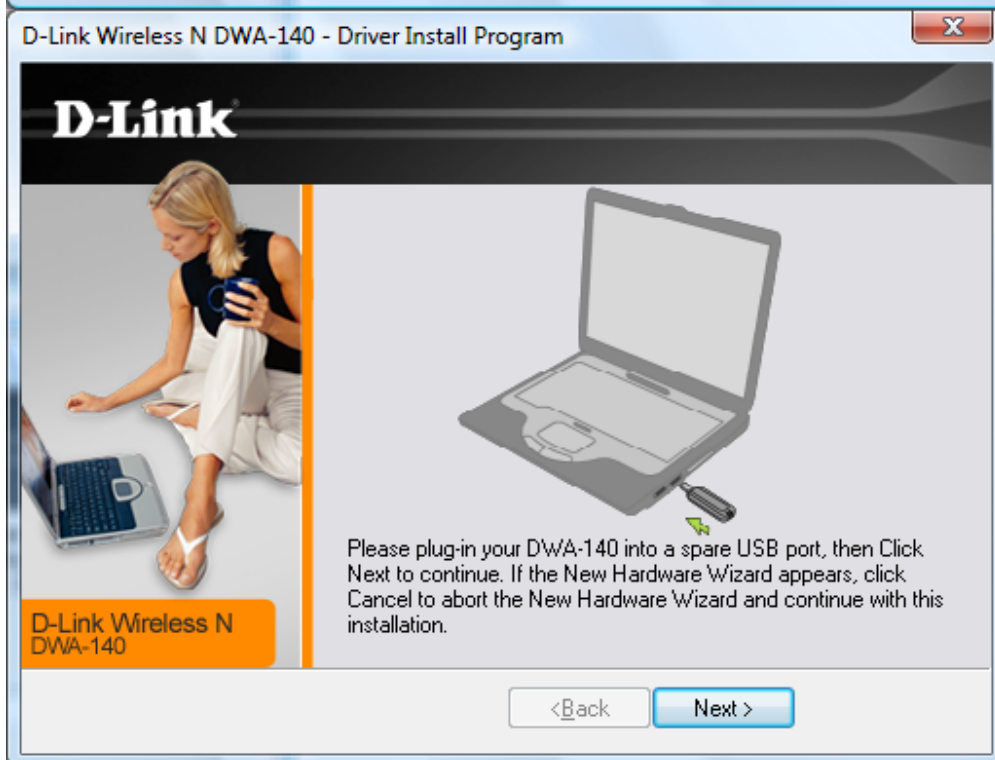 D-Link Wireless N DWA-140 - Driver Install Program
D-Link
Please plug-in your DWA-140 into a spare USB port, then Click
Next to continue. If the New Hardware Wizard appears, click
Cancel to abort the New Hardware Wizard and continue with this
installation.
D-Link Wireless N
DWA-140
<Back
Next >